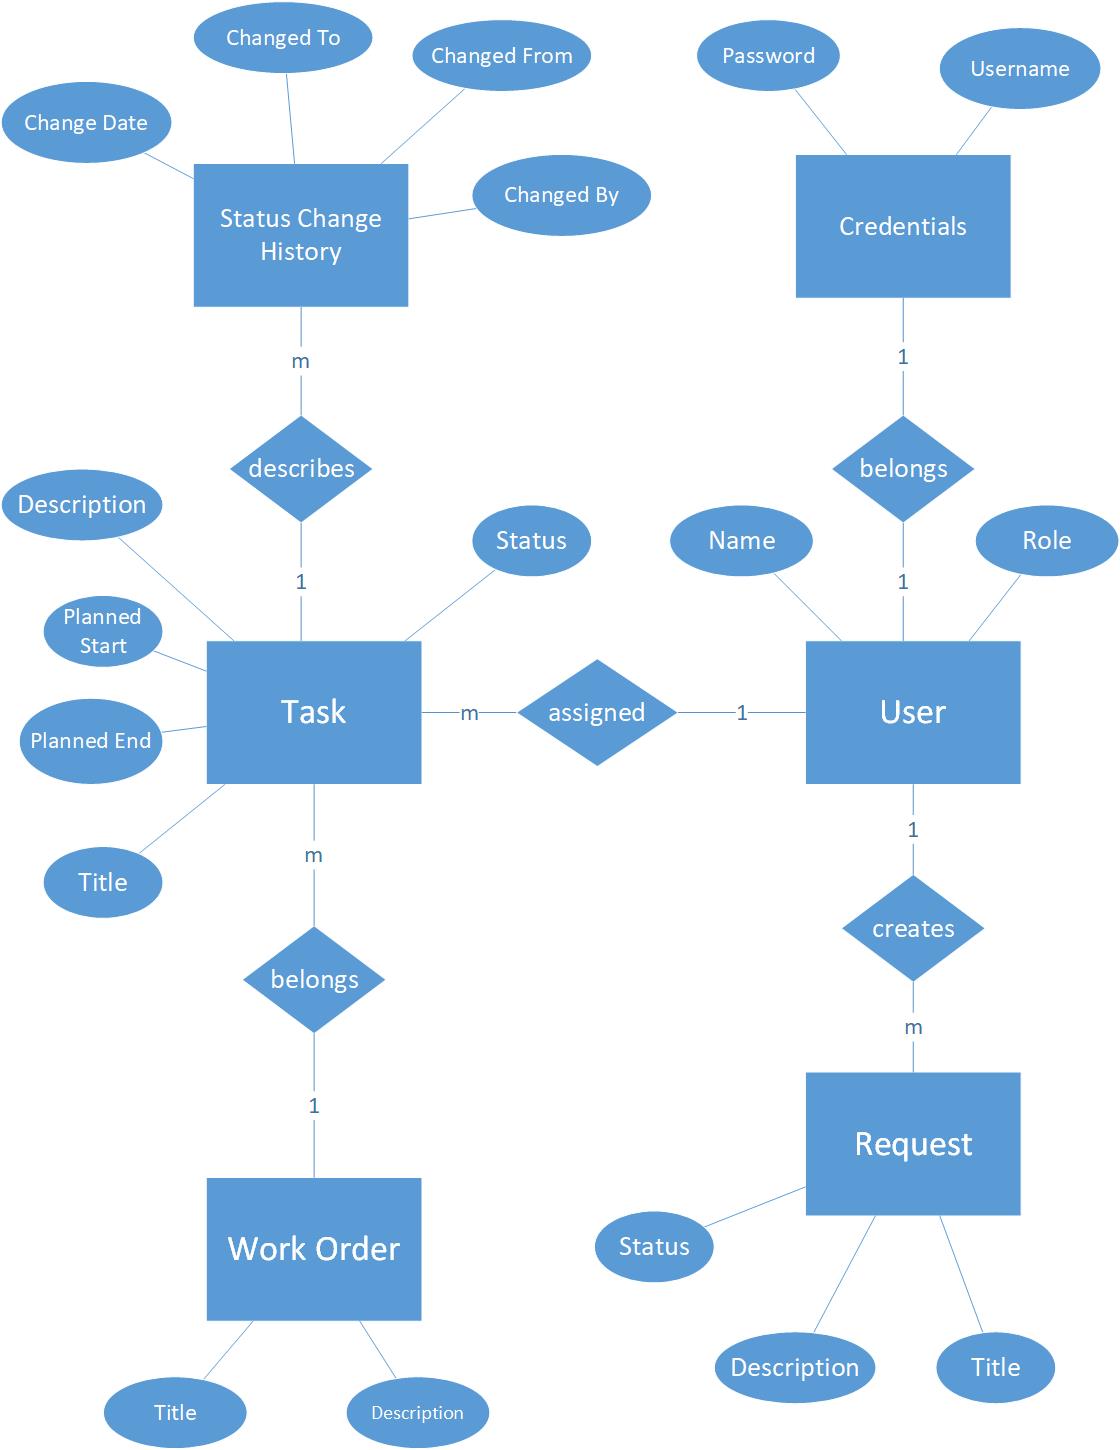 Changed To
Changed From
Password
Username
Change Date
Changed By
Status Change
History
Credentials
m
1
describes
belongs
Description
Status
Name
Role
1
1
Planned
Start
Task
m
assigned
1
User
Planned End
1
m
Title
creates
belongs
m
1
Request
Work Order
Status
Description
Title
Title
Description